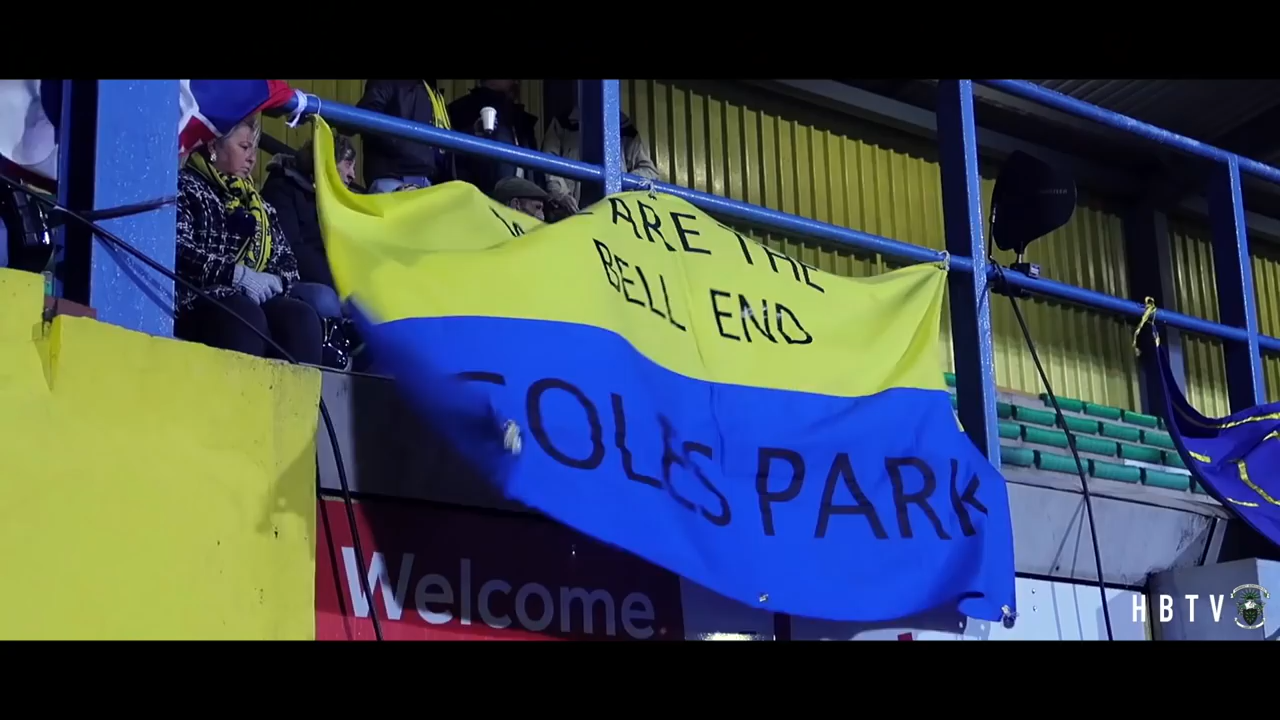 ARE THE
BELL END
PARK
Welcome
HBTV